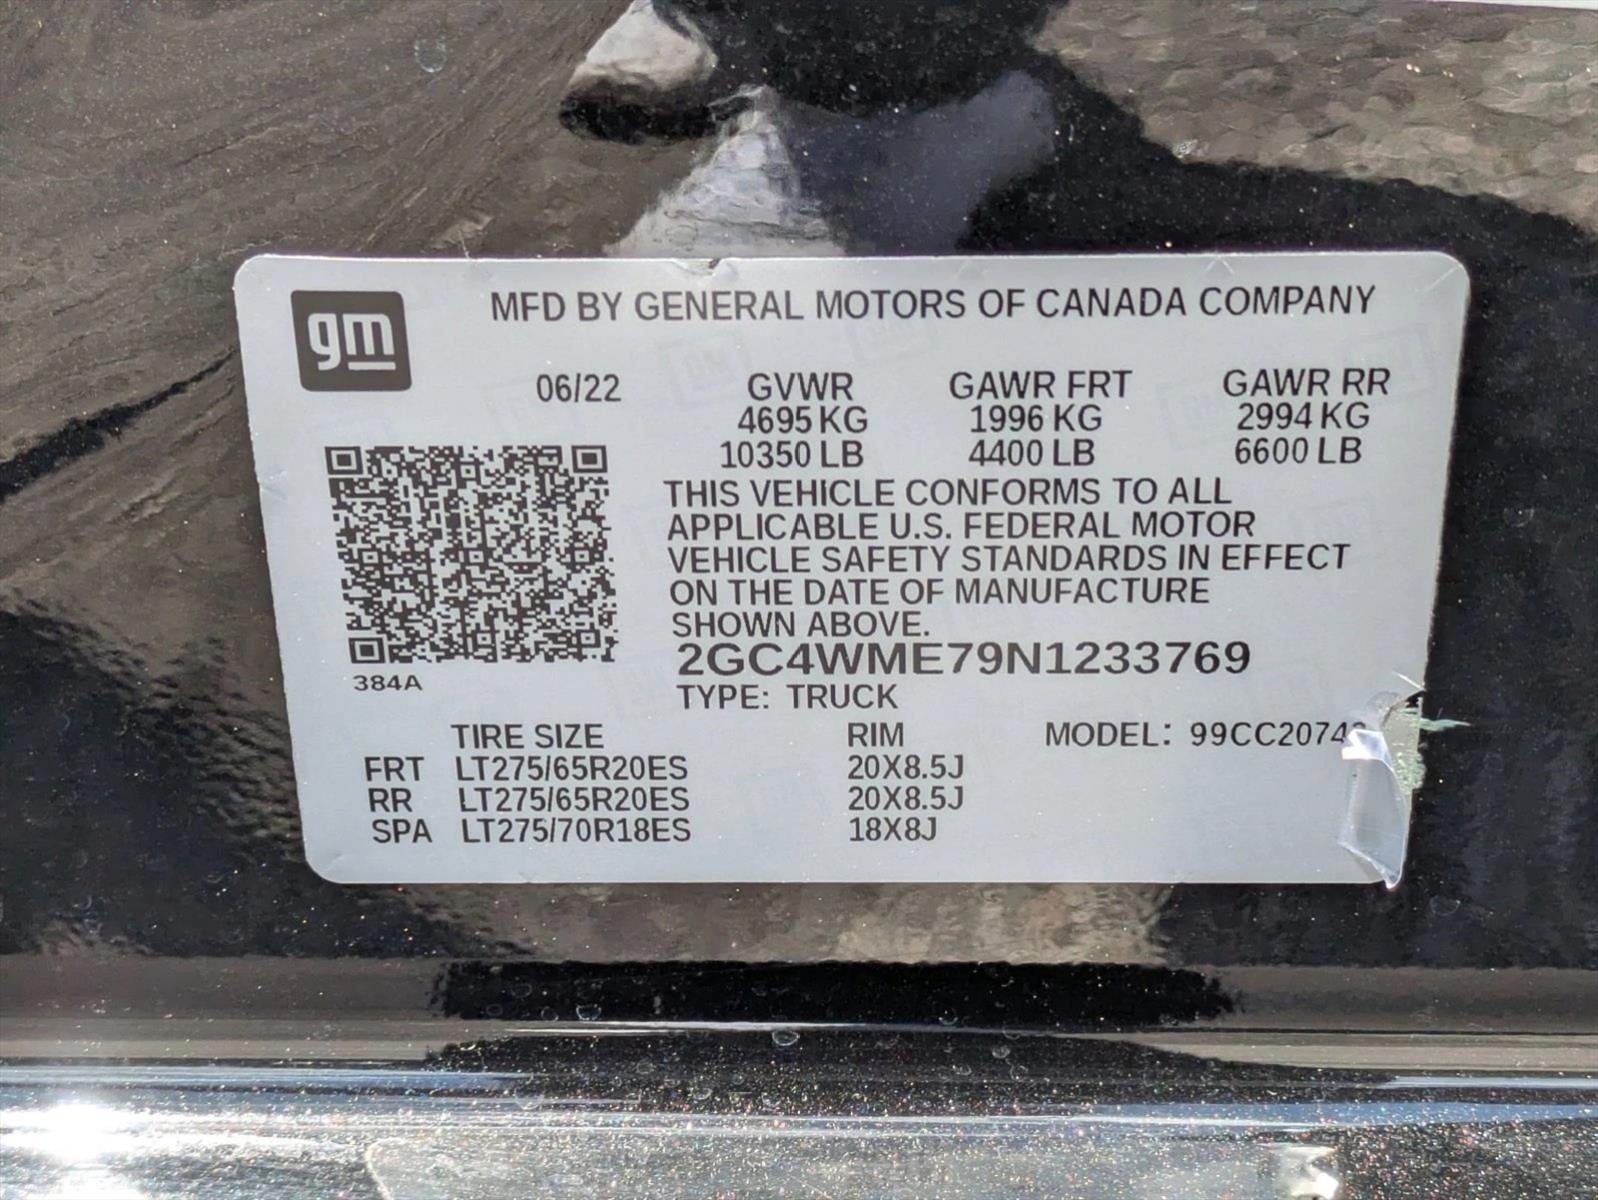 gm
MFD BY GENERAL MOTORS OF CANADA COMPANY
06/22 GVWR GAWR FRT GAWR RR
4695 KG 1996 KG 2994 KG
10350 LB 4400 LB 6600 LB
THIS VEHICLE CONFORMS TO ALL
APPLICABLE U.S. FEDERAL MOTOR
VEHICLE SAFETY STANDARDS IN EFFECT
ON THE DATE OF MANUFACTURE
SHOWN ABOVE.
2GC4WME79N1233769
384A
TYPE: TRUCK
TIRE SIZE RIM MODEL:
FRT LT275/65R20ES 20X8.5J
RR LT275/65R20ES 20X8.5J
SPA LT275/70R18ES 18X8J